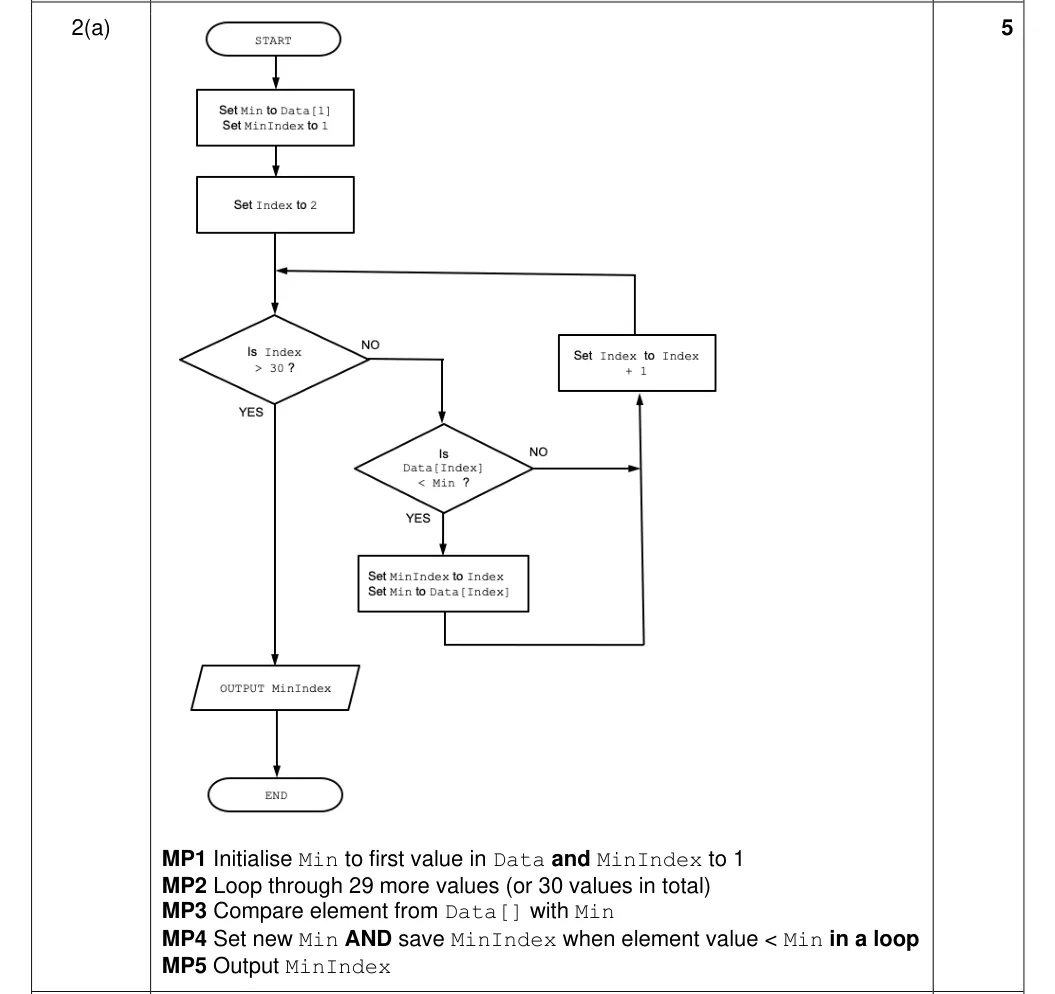 2(a)
5
START
Set Min to Data[1]
Set MinIndex to 1
Set Index to 2
Is Index
> 30 ?
NO
YES
Set Index to Index
+ 1
Is
Data[Index]
< Min ?
NO
YES
Set MinIndex to Index
Set Min to Data[Index]
OUTPUT MinIndex
END
MP1 Initialise Min to first value in Data and MinIndex to 1
MP2 Loop through 29 more values (or 30 values in total)
MP3 Compare element from Data[] with Min
MP4 Set new Min AND save MinIndex when element value < Min in a loop
MP5 Output MinIndex